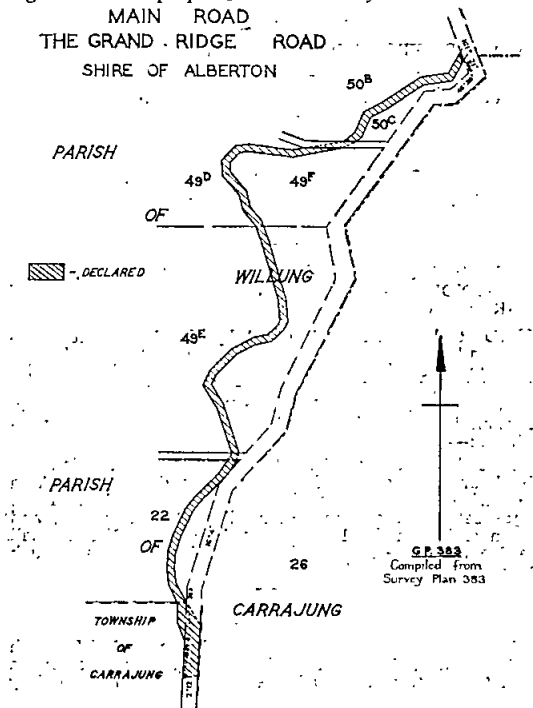 MAIN ROAD
THE GRAND RIDGE ROAD
SHIRE OF ALBERTON
50B
50C
PARISH
49D
49F
OF
- DECLARED
WILLUNG
49E
PARISH
22
OF
26
G.P. 383
Compiled from
Survey Plan 383
CARRAJUNG
TOWNSHIP
OF
CARRAJUNG